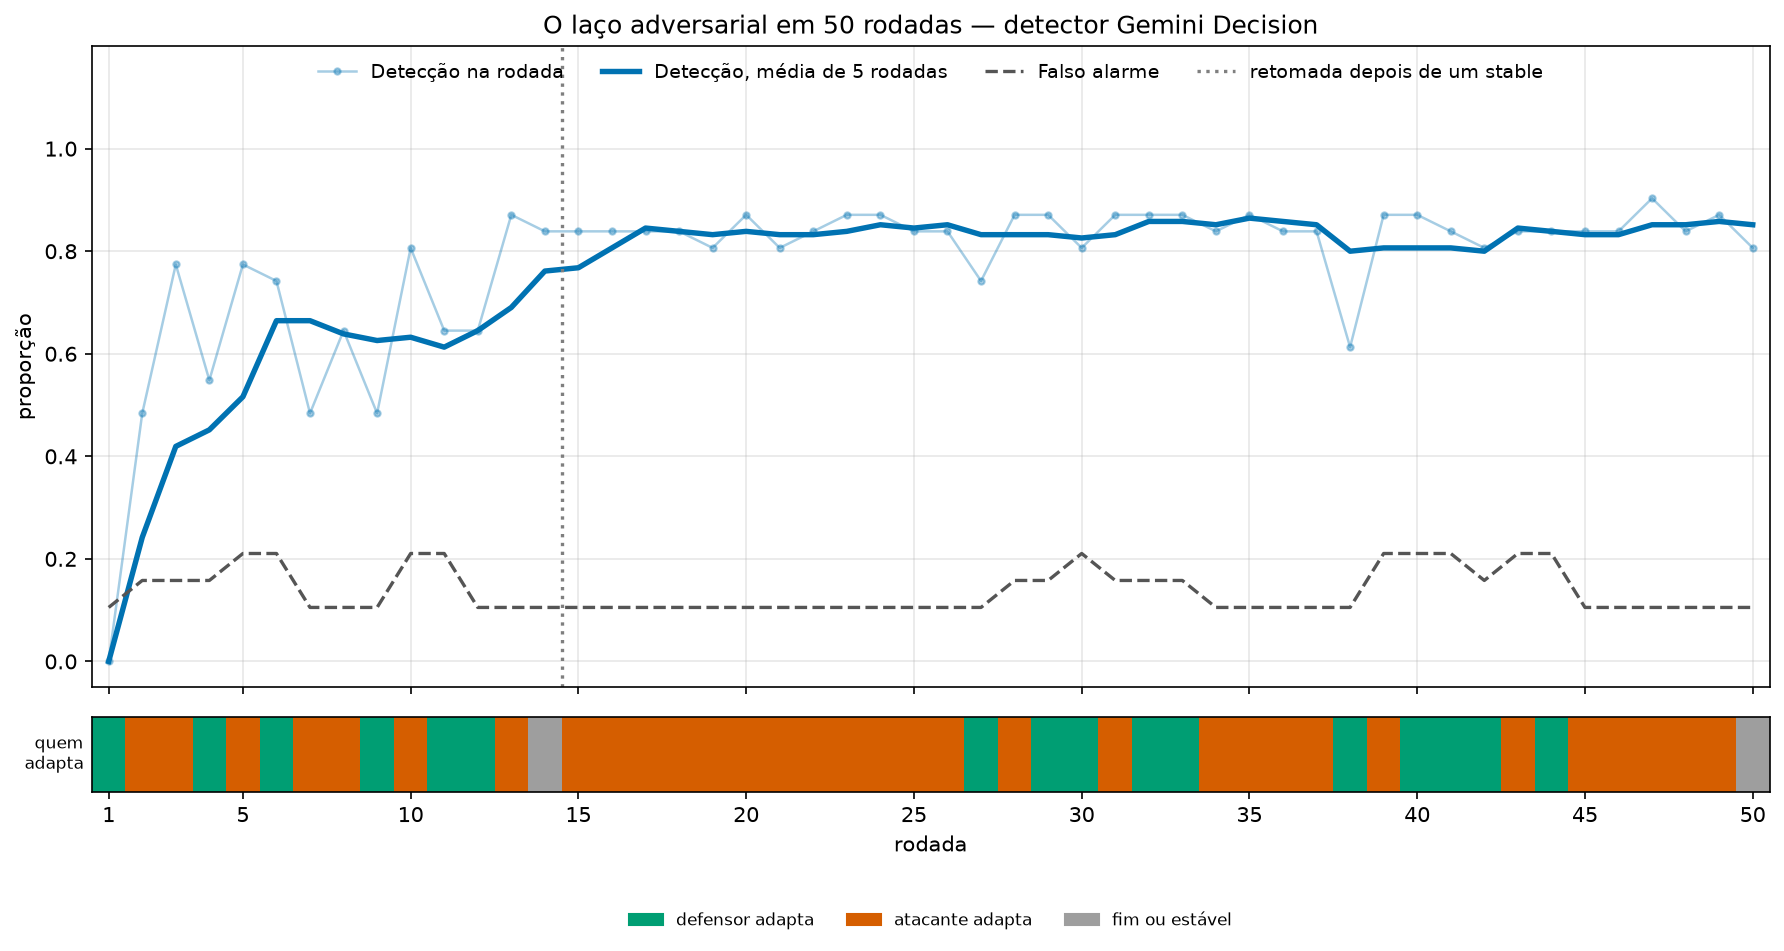 O laço adversarial em 50 rodadas — detector Gemini Decision
Detecção na rodada
Detecção, média de 5 rodadas
Falso alarme
retomada depois de um stable
proporção
1.0
0.8
0.6
0.4
0.2
0.0
quem
adapta
1 5 10 15 20 25 30 35 40 45 50
rodada
defensor adapta
atacante adapta
fim ou estável